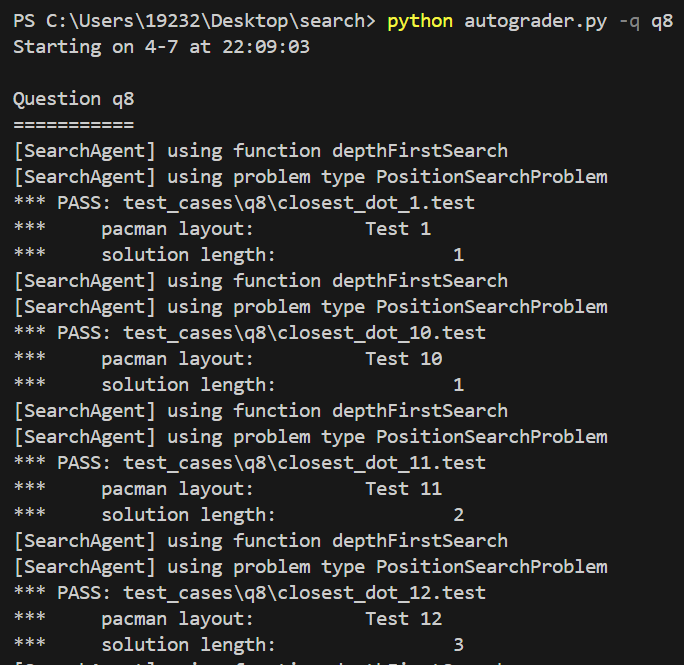 PS C:\Users\19232\Desktop\search> python autograder.py -q q8
Starting on 4-7 at 22:09:03
Question q8
===========
[SearchAgent] using function depthFirstSearch
[SearchAgent] using problem type PositionSearchProblem
*** PASS: test_cases\q8\closest_dot_1.test
***     pacman layout:          Test 1
***     solution length:                1
[SearchAgent] using function depthFirstSearch
[SearchAgent] using problem type PositionSearchProblem
*** PASS: test_cases\q8\closest_dot_10.test
***     pacman layout:          Test 10
***     solution length:                1
[SearchAgent] using function depthFirstSearch
[SearchAgent] using problem type PositionSearchProblem
*** PASS: test_cases\q8\closest_dot_11.test
***     pacman layout:          Test 11
***     solution length:                2
[SearchAgent] using function depthFirstSearch
[SearchAgent] using problem type PositionSearchProblem
*** PASS: test_cases\q8\closest_dot_12.test
***     pacman layout:          Test 12
***     solution length:                3